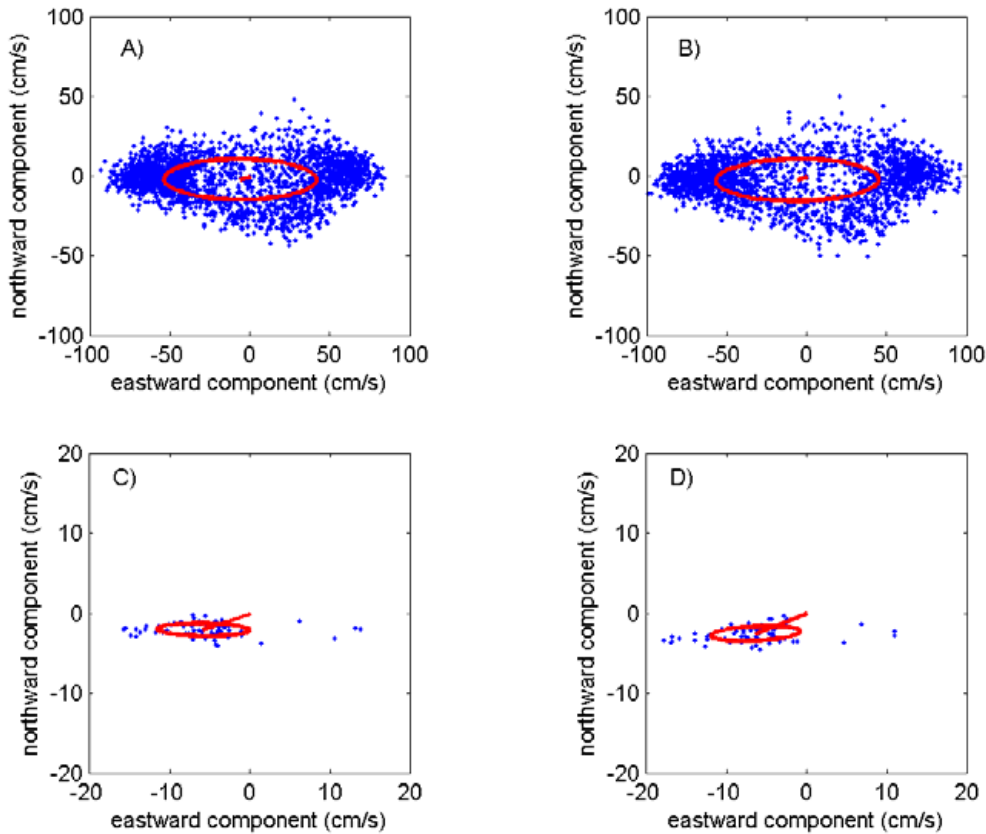 100
50
0
-50
-100
northward component (cm/s)
A)
-100 -50 0 50 100
eastward component (cm/s)
100
50
0
-50
-100
northward component (cm/s)
B)
-100 -50 0 50 100
eastward component (cm/s)
20
10
0
-10
-20
northward component (cm/s)
C)
-20 -10 0 10 20
eastward component (cm/s)
20
10
0
-10
-20
northward component (cm/s)
D)
-20 -10 0 10 20
eastward component (cm/s)